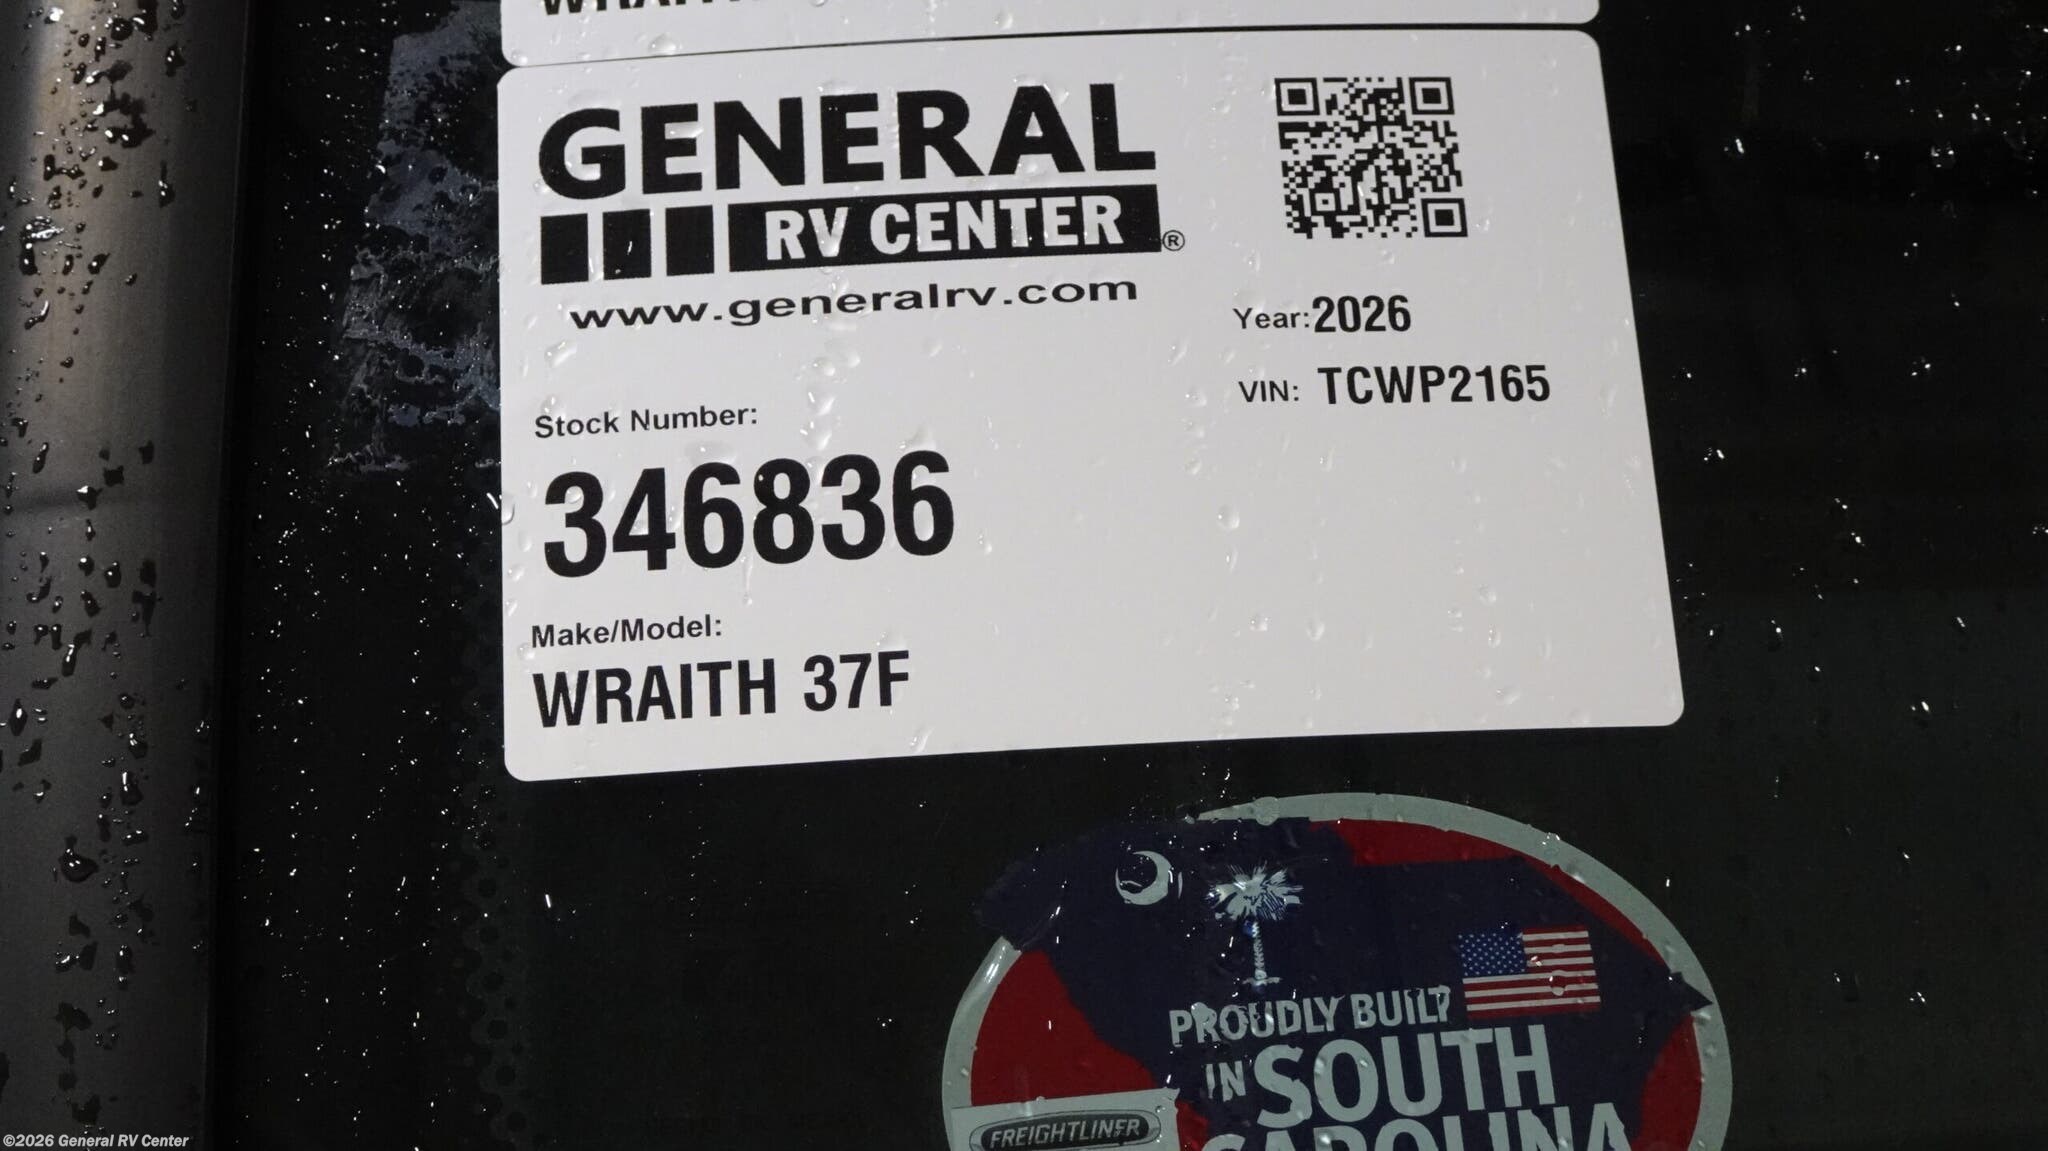 GENERAL
RV CENTER®
www.generalrv.com
Year: 2026
VIN: TCWP2165
Stock Number:
346836
Make/Model:
WRAITH 37F
PROUDLY BUILT
IN SOUTH
CAROLINA
FREIGHTLINER
©2026 General RV Center